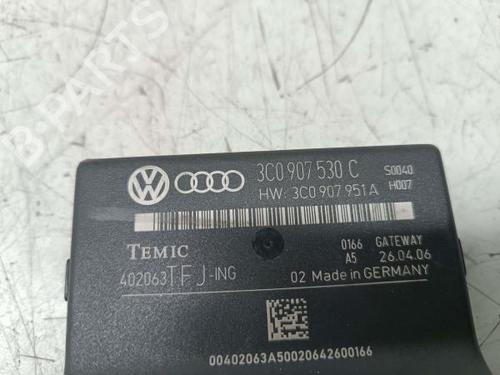 B-PARTS
3C0 907 530 C S0040
HW: 3C0 907 951 A H007
TEMIC 0166 GATEWAY
402063TFJ-ING A5 26.04.06
02 Made in GERMANY
00402063A50020642600166